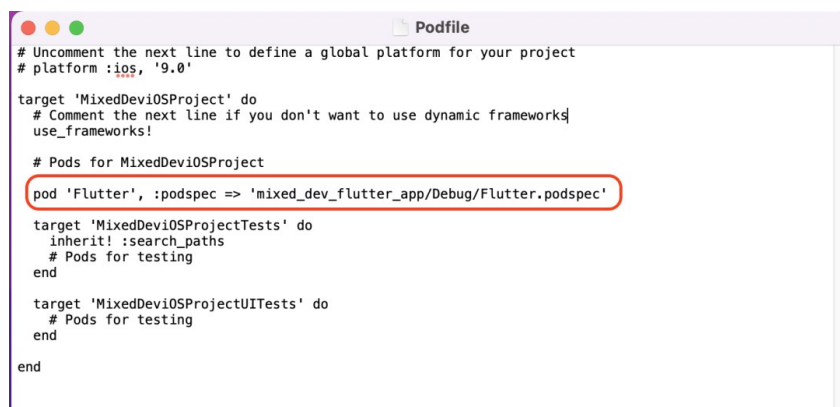 Podfile
# Uncomment the next line to define a global platform for your project
# platform :ios, '9.0'
target 'MixedDeviOSProject' do
# Comment the next line if you don't want to use dynamic frameworks
use_frameworks!
# Pods for MixedDeviOSProject
pod 'Flutter', :podspec => 'mixed_dev_flutter_app/Debug/Flutter.podspec'
target 'MixedDeviOSProjectTests' do
inherit! :search_paths
# Pods for testing
end
target 'MixedDeviOSProjectUITests' do
# Pods for testing
end
end